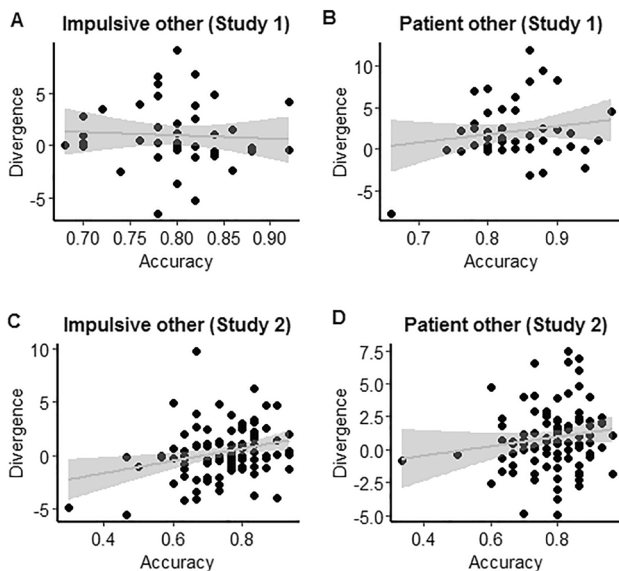 A Impulsive other (Study 1)
5
0
-5
Divergence
0.70 0.75 0.80 0.85 0.90
Accuracy
B Patient other (Study 1)
10
5
0
-5
Divergence
0.7 0.8 0.9
Accuracy
C Impulsive other (Study 2)
10
5
0
-5
Divergence
0.4 0.6 0.8
Accuracy
D Patient other (Study 2)
7.5
5.0
2.5
0.0
-2.5
-5.0
Divergence
0.4 0.6 0.8
Accuracy